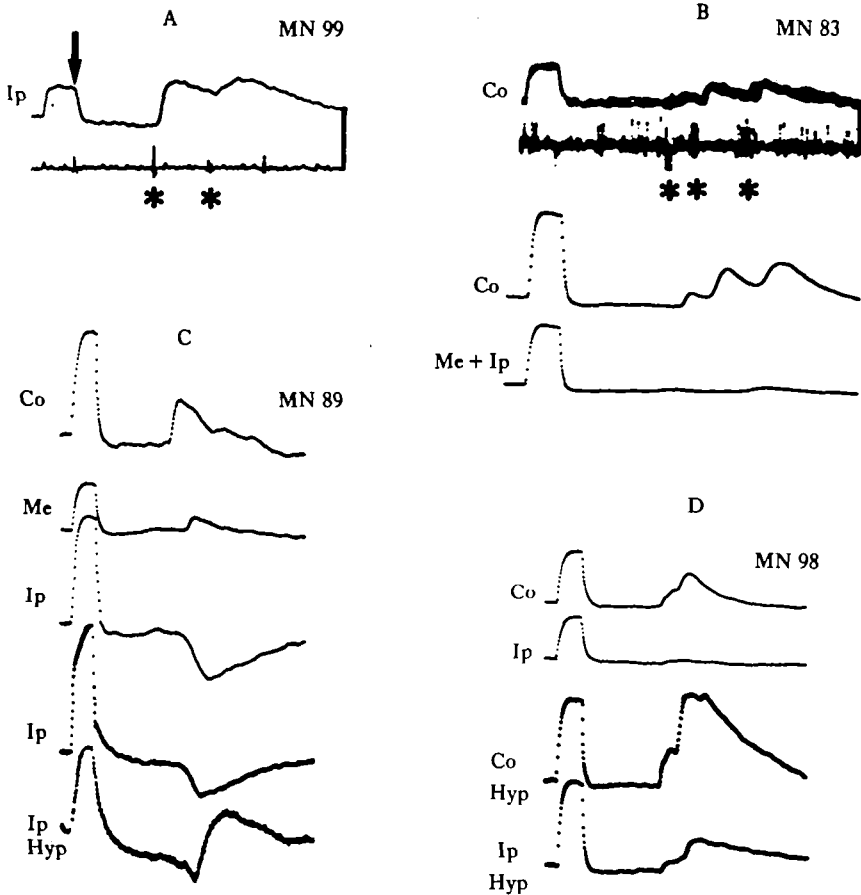 A
MN 99
Ip
* *
B
MN 83
Co
* * *
Co
Me + Ip
C
MN 89
Co
Me
Ip
Ip
Ip
Hyp
D
MN 98
Co
Ip
Co
Hyp
Ip
Hyp